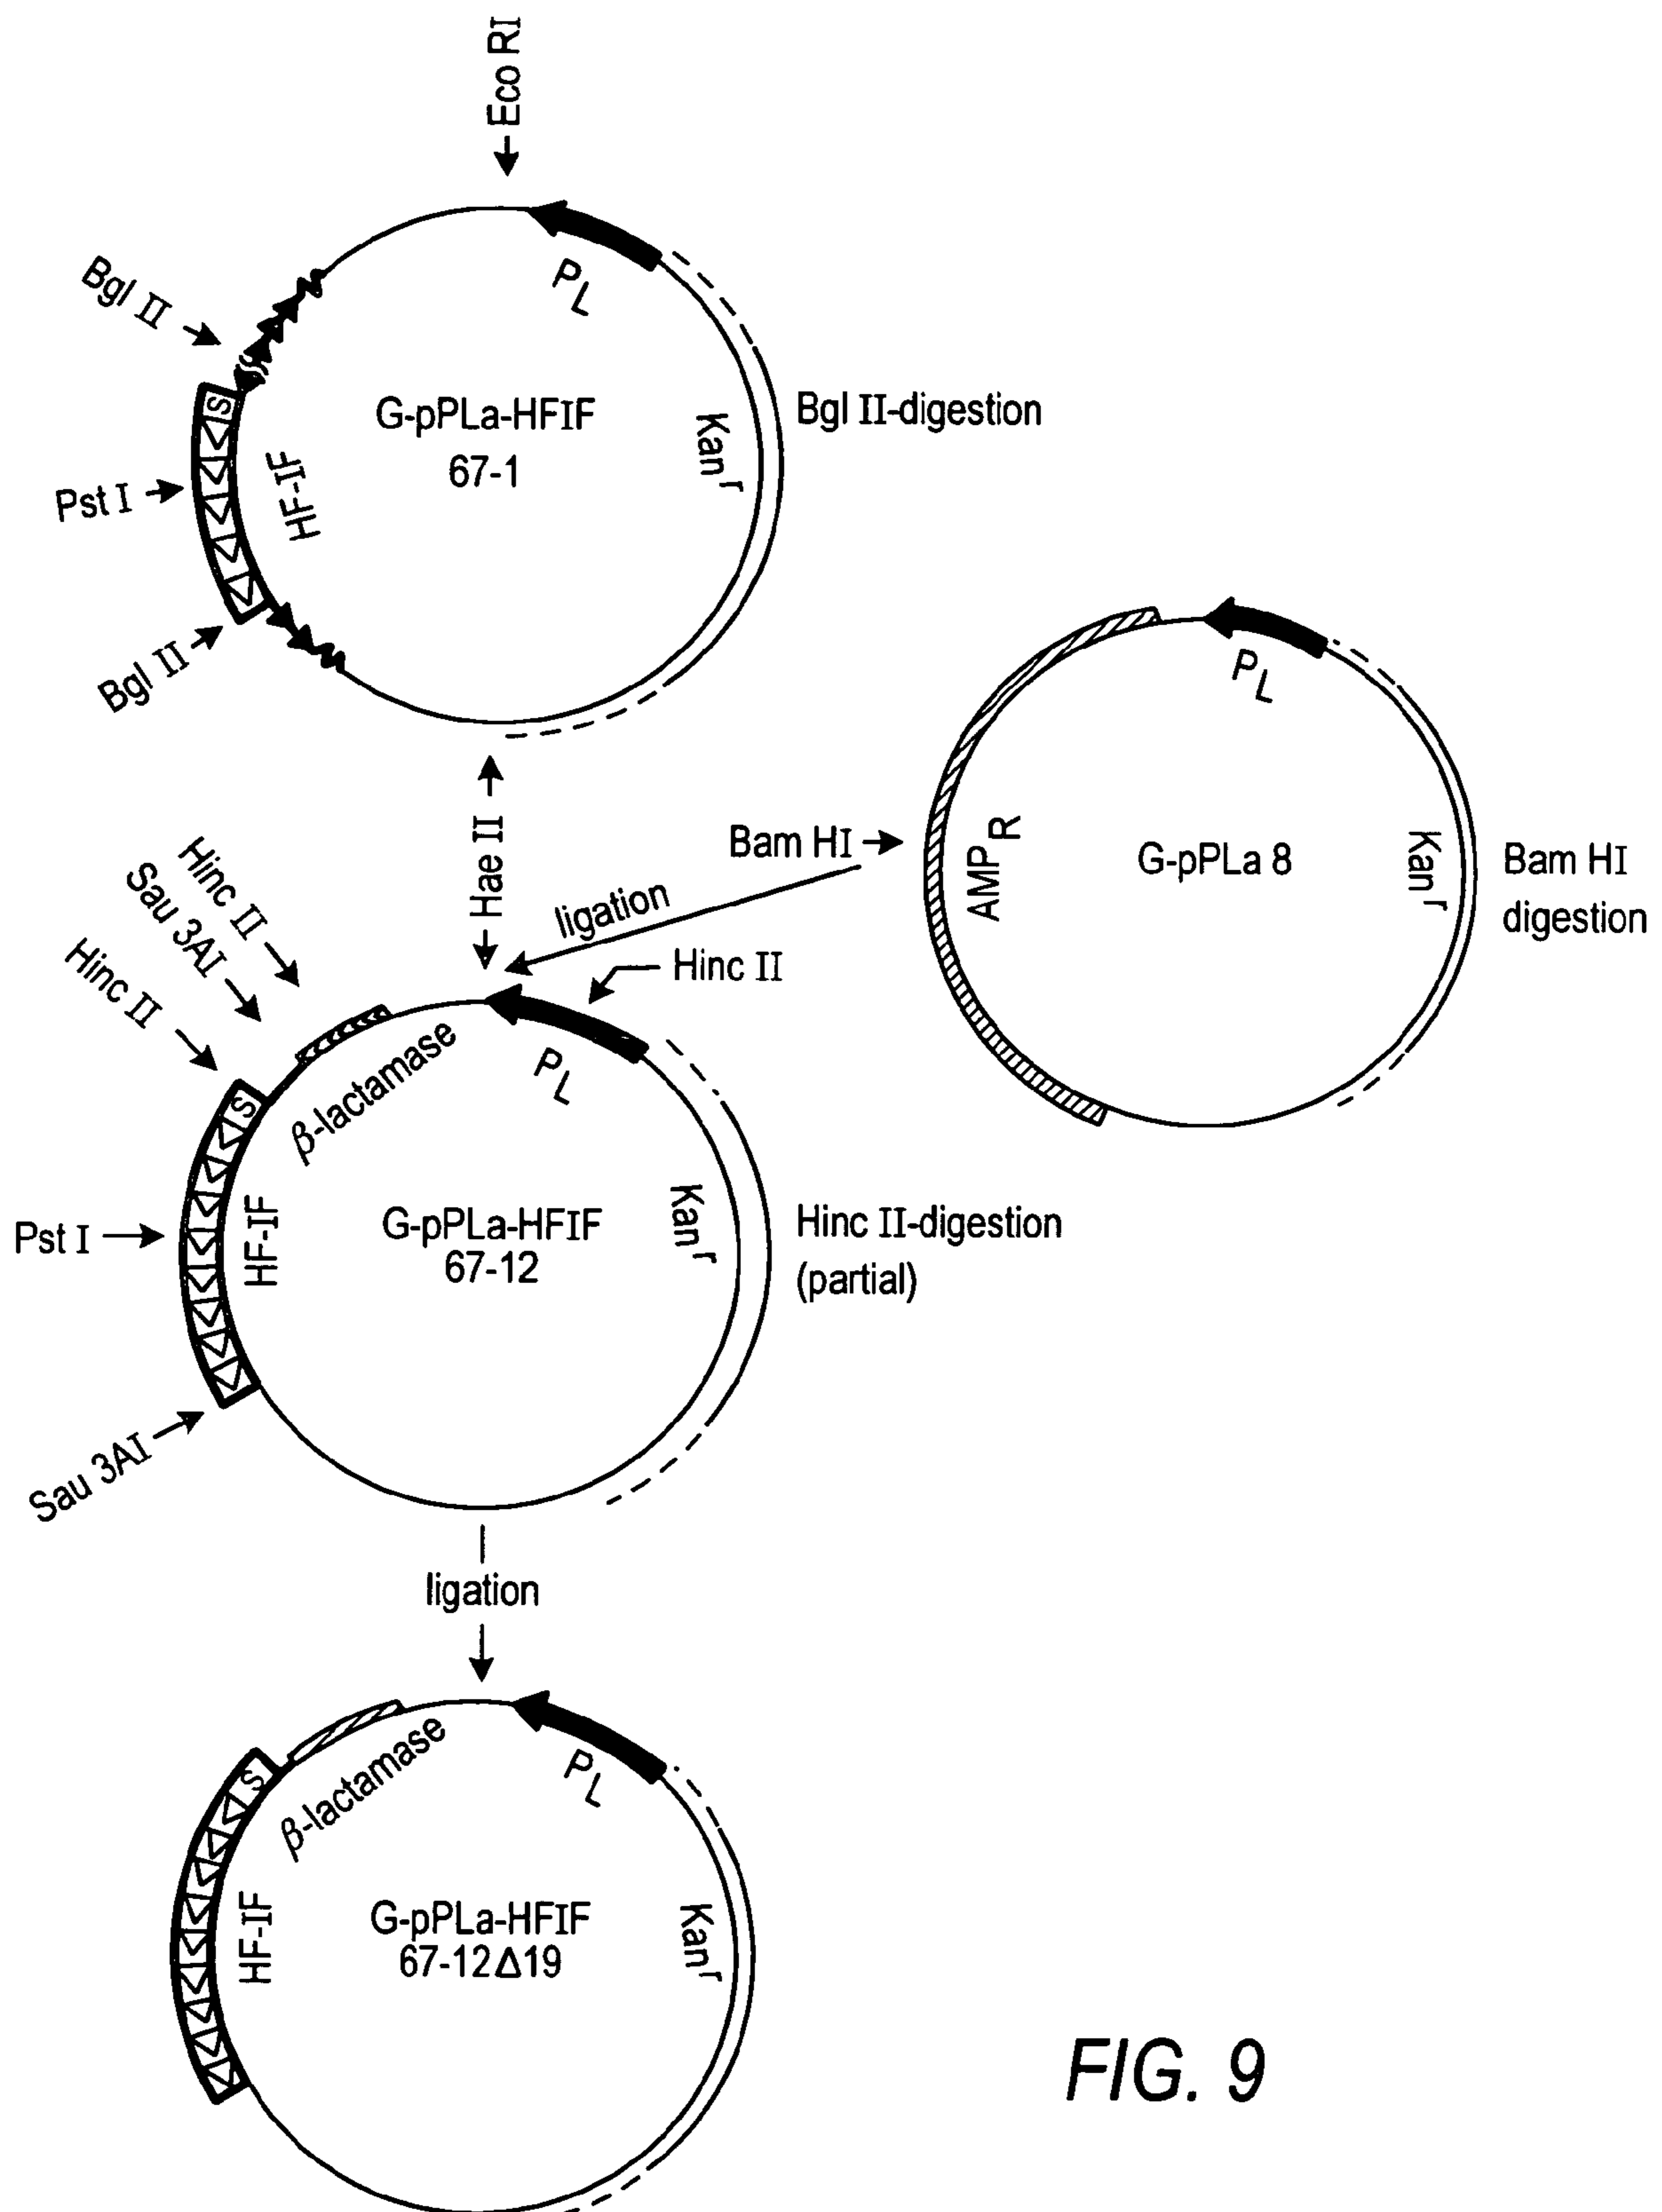 Eco RI
Bgl II
PL
G-pPLa-HFIF
67-1
Kanr
Bgl II-digestion
S
Pst I
HF-IF
Bgl II
PL
Hae II
Bam HI
ligation
AMPR
G-pPLa 8
Kanr
Bam HI
digestion
Hinc II
Sau 3AI
Hinc II
Hinc II
S
β-lactamase
PL
Pst I
HF-IF
G-pPLa-HFIF
67-12
Kanr
Hinc II-digestion
(partial)
Sau 3AI
ligation
S
β-lactamase
PL
HF-IF
G-pPLa-HFIF
67-12Δ19
Kanr
FIG. 9